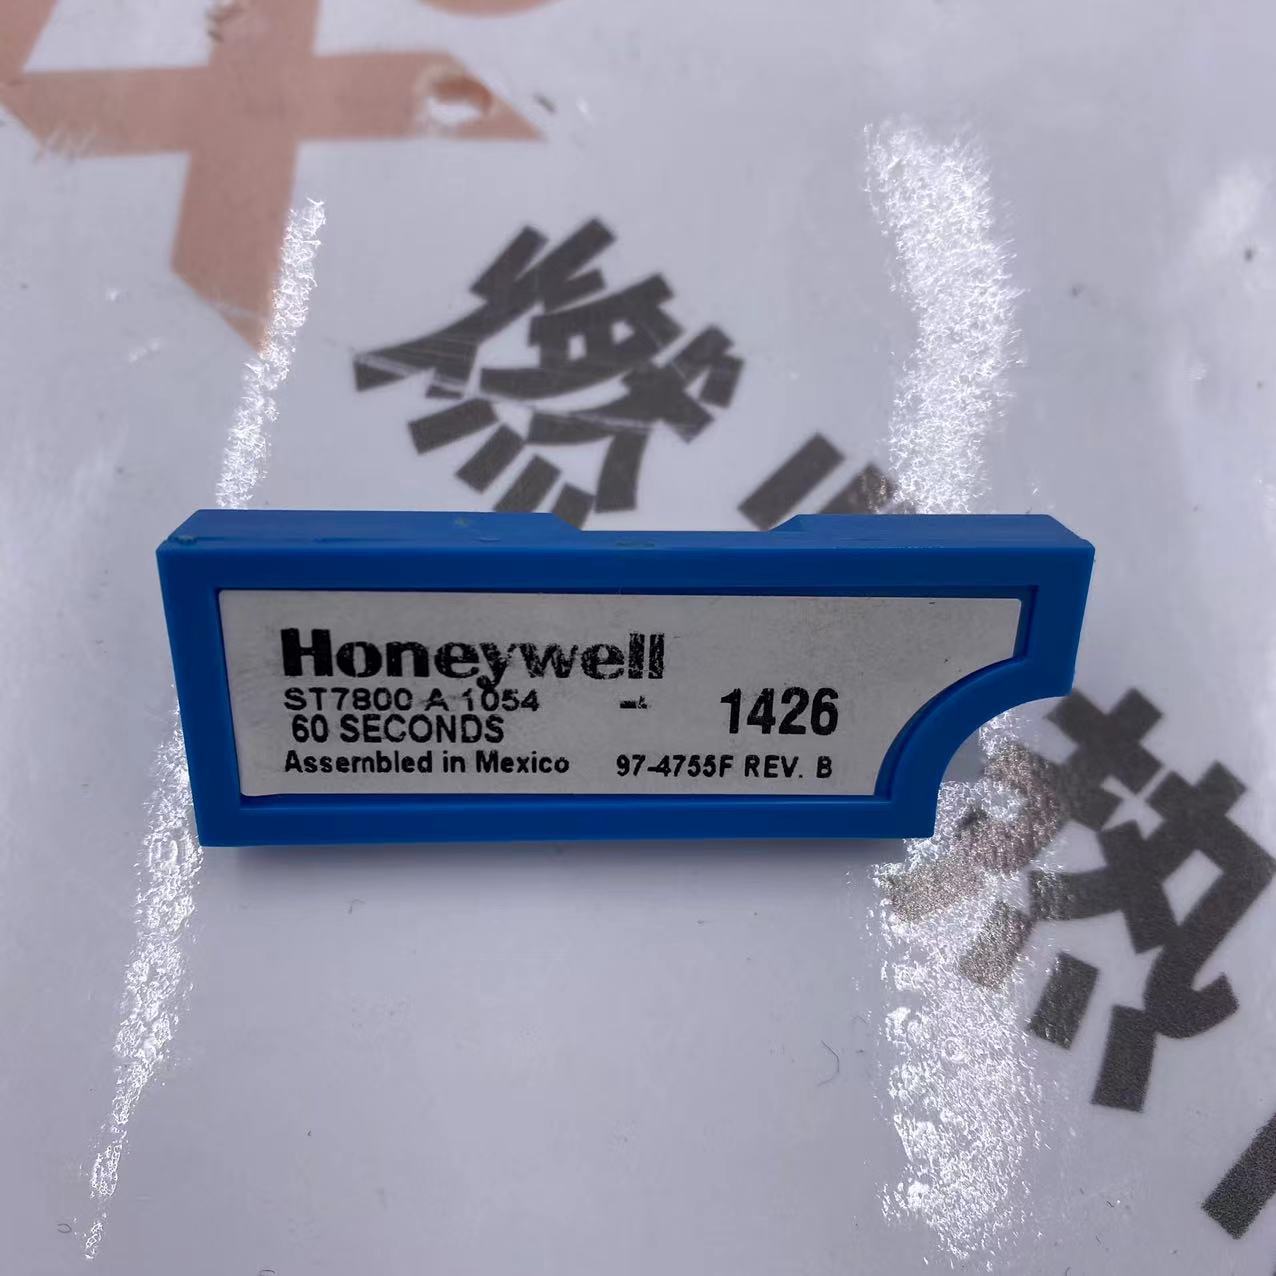 Honeywell
ST7800 A 1054
1426
60 SECONDS
Assembled in Mexico 97-4755F REV. B